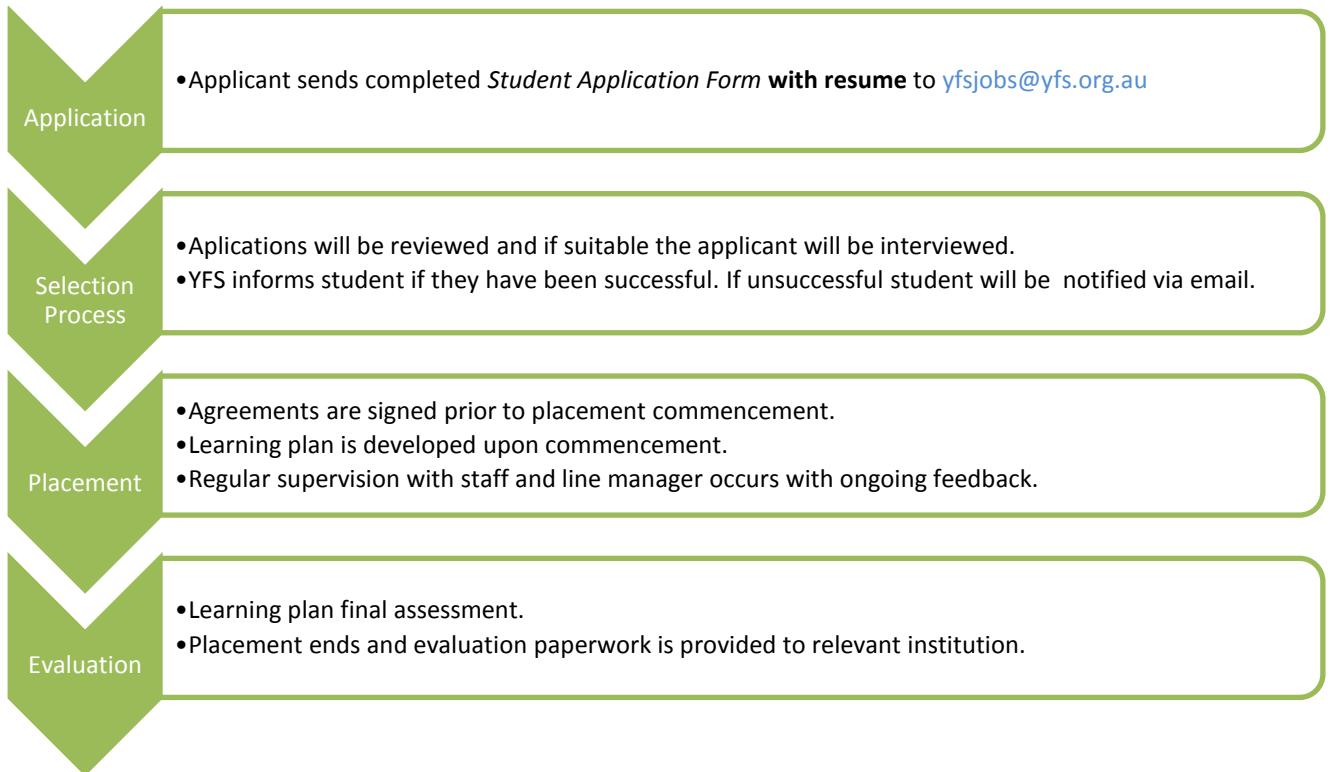 Application
•Applicant sends completed Student Application Form with resume to yfsjobs@yfs.org.au
Selection
Process
•Aplications will be reviewed and if suitable the applicant will be interviewed.
•YFS informs student if they have been successful. If unsuccessful student will be  notified via email.
Placement
•Agreements are signed prior to placement commencement.
•Learning plan is developed upon commencement.
•Regular supervision with staff and line manager occurs with ongoing feedback.
Evaluation
•Learning plan final assessment.
•Placement ends and evaluation paperwork is provided to relevant institution.